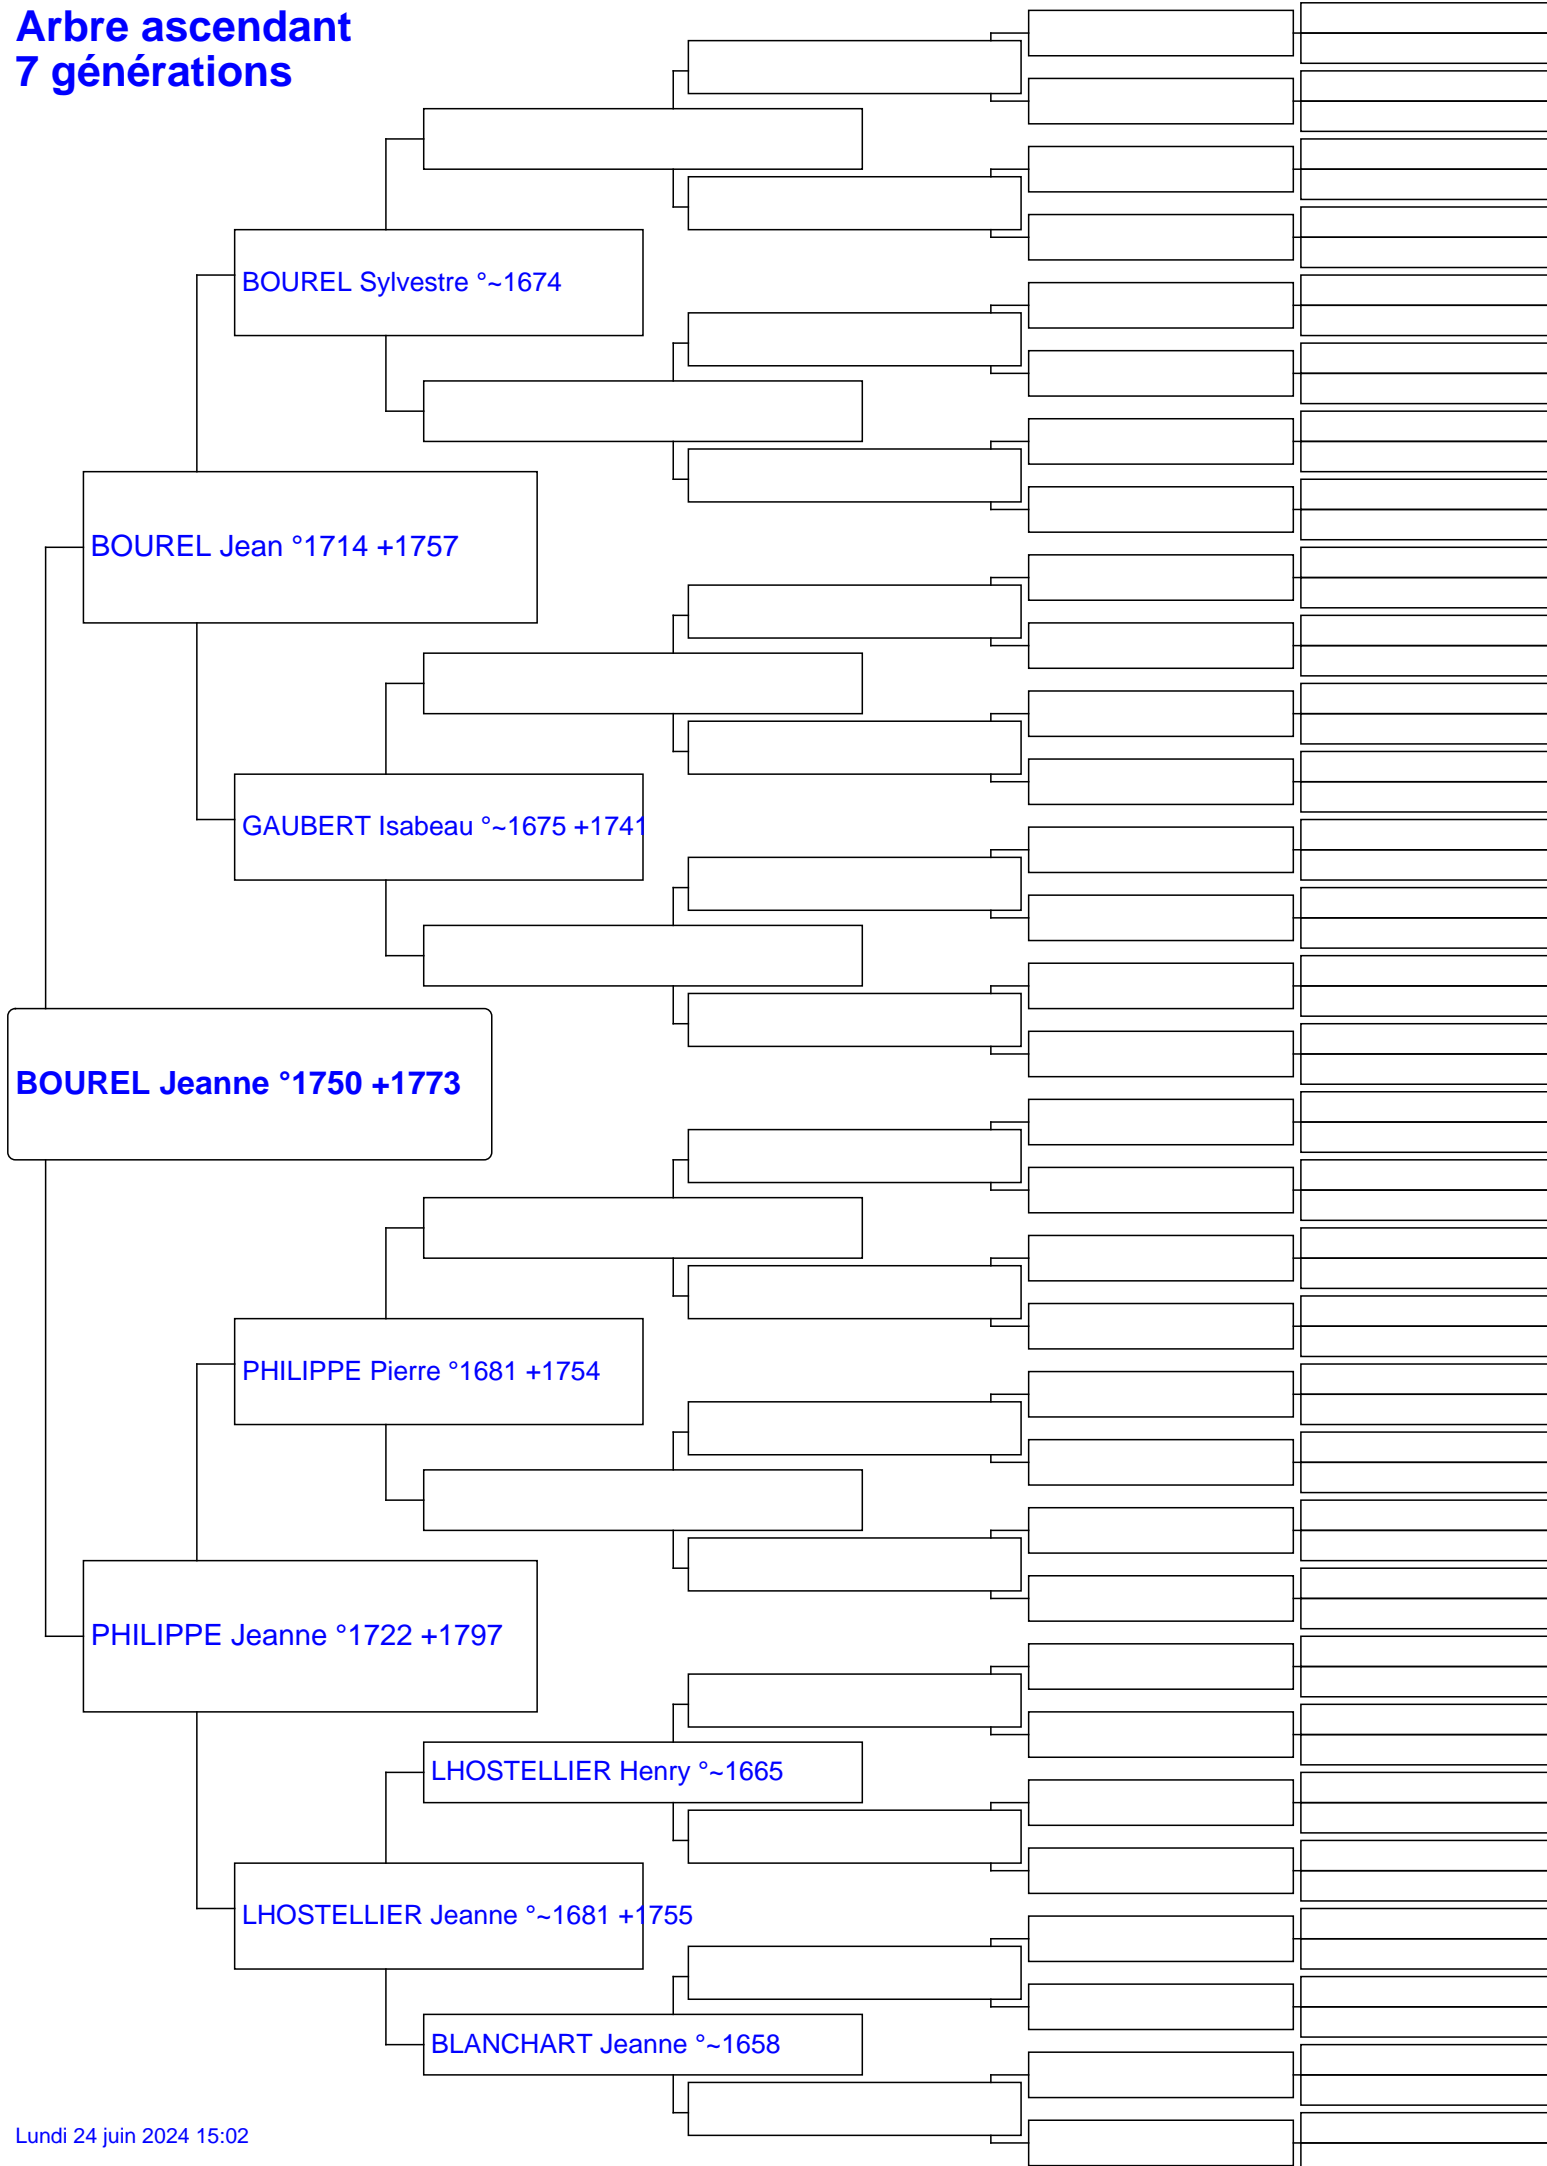 Arbre ascendant
7 générations
BOUREL Sylvestre °~1674
BOUREL Jean °1714 +1757
GAUBERT Isabeau °~1675 +1741
BOUREL Jeanne °1750 +1773
PHILIPPE Pierre °1681 +1754
PHILIPPE Jeanne °1722 +1797
LHOSTELLIER Henry °~1665
LHOSTELLIER Jeanne °~1681 +1755
BLANCHART Jeanne °~1658
Lundi 24 juin 2024 15:02